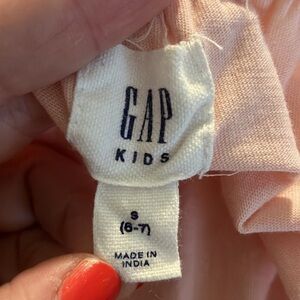 GAP
KIDS
S
(6-7)
MADE IN
INDIA